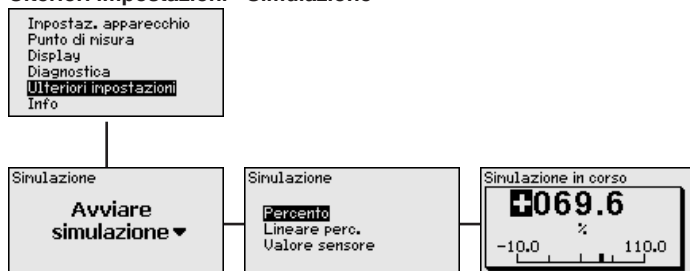 Ulteriori impostazioni - Simulazione
Impostaz. apparecchio
Punto di misura
Display
Diagnostica
Ulteriori impostazioni
Info
Simulazione
Avviare
simulazione
Simulazione
Percento
Lineare perc.
Valore sensore
Simulazione in corso
+069.6
%
-10.0 110.0